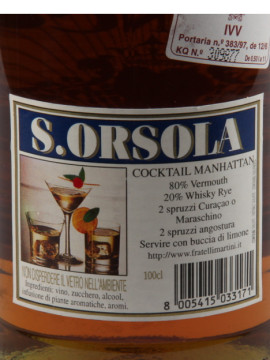 IVV
Portaria n.º 383/97, de 12/6
KQ N.º 309877
S.ORSOLA
COCKTAIL MANHATTAN
80% Vermouth
20% Whisky Rye
2 spruzzi Curaçao o
Maraschino
2 spruzzi angostura
Servire con buccia di limone
http://www.fratellimartini.it
NON DISPERDERE IL VETRO NELL'AMBIENTE
Ingredienti: vino, zucchero, alcool,
infusione di piante aromatiche, aromi.
100cl
8 005415 033171